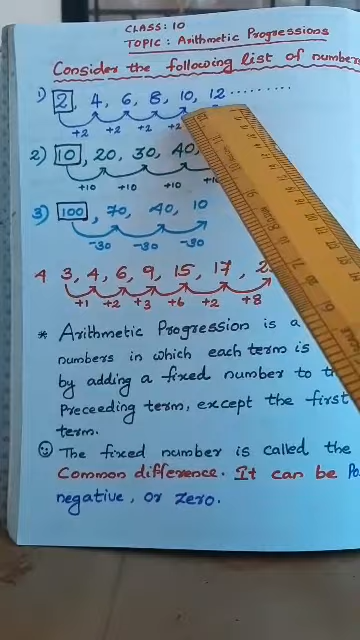 CLASS: 10
TOPIC: Arithmetic Progressions
Consider the following list of numbers
1) 2, 4, 6, 8, 10, 12.........
+2 +2 +2 +2
2) 10, 20, 30, 40,
+10 +10 +10 +10
3) 100, 70, 40, 10
-30 -30 -30
4 3, 4, 6, 9, 15, 17, 2
+1 +2 +3 +6 +2 +8
* Arithmetic Progression is a
numbers in which each term is
by adding a fixed number to
Preceeding term, except the first
term.
The fixed number is called the
Common difference. It can be
negative, or zero.